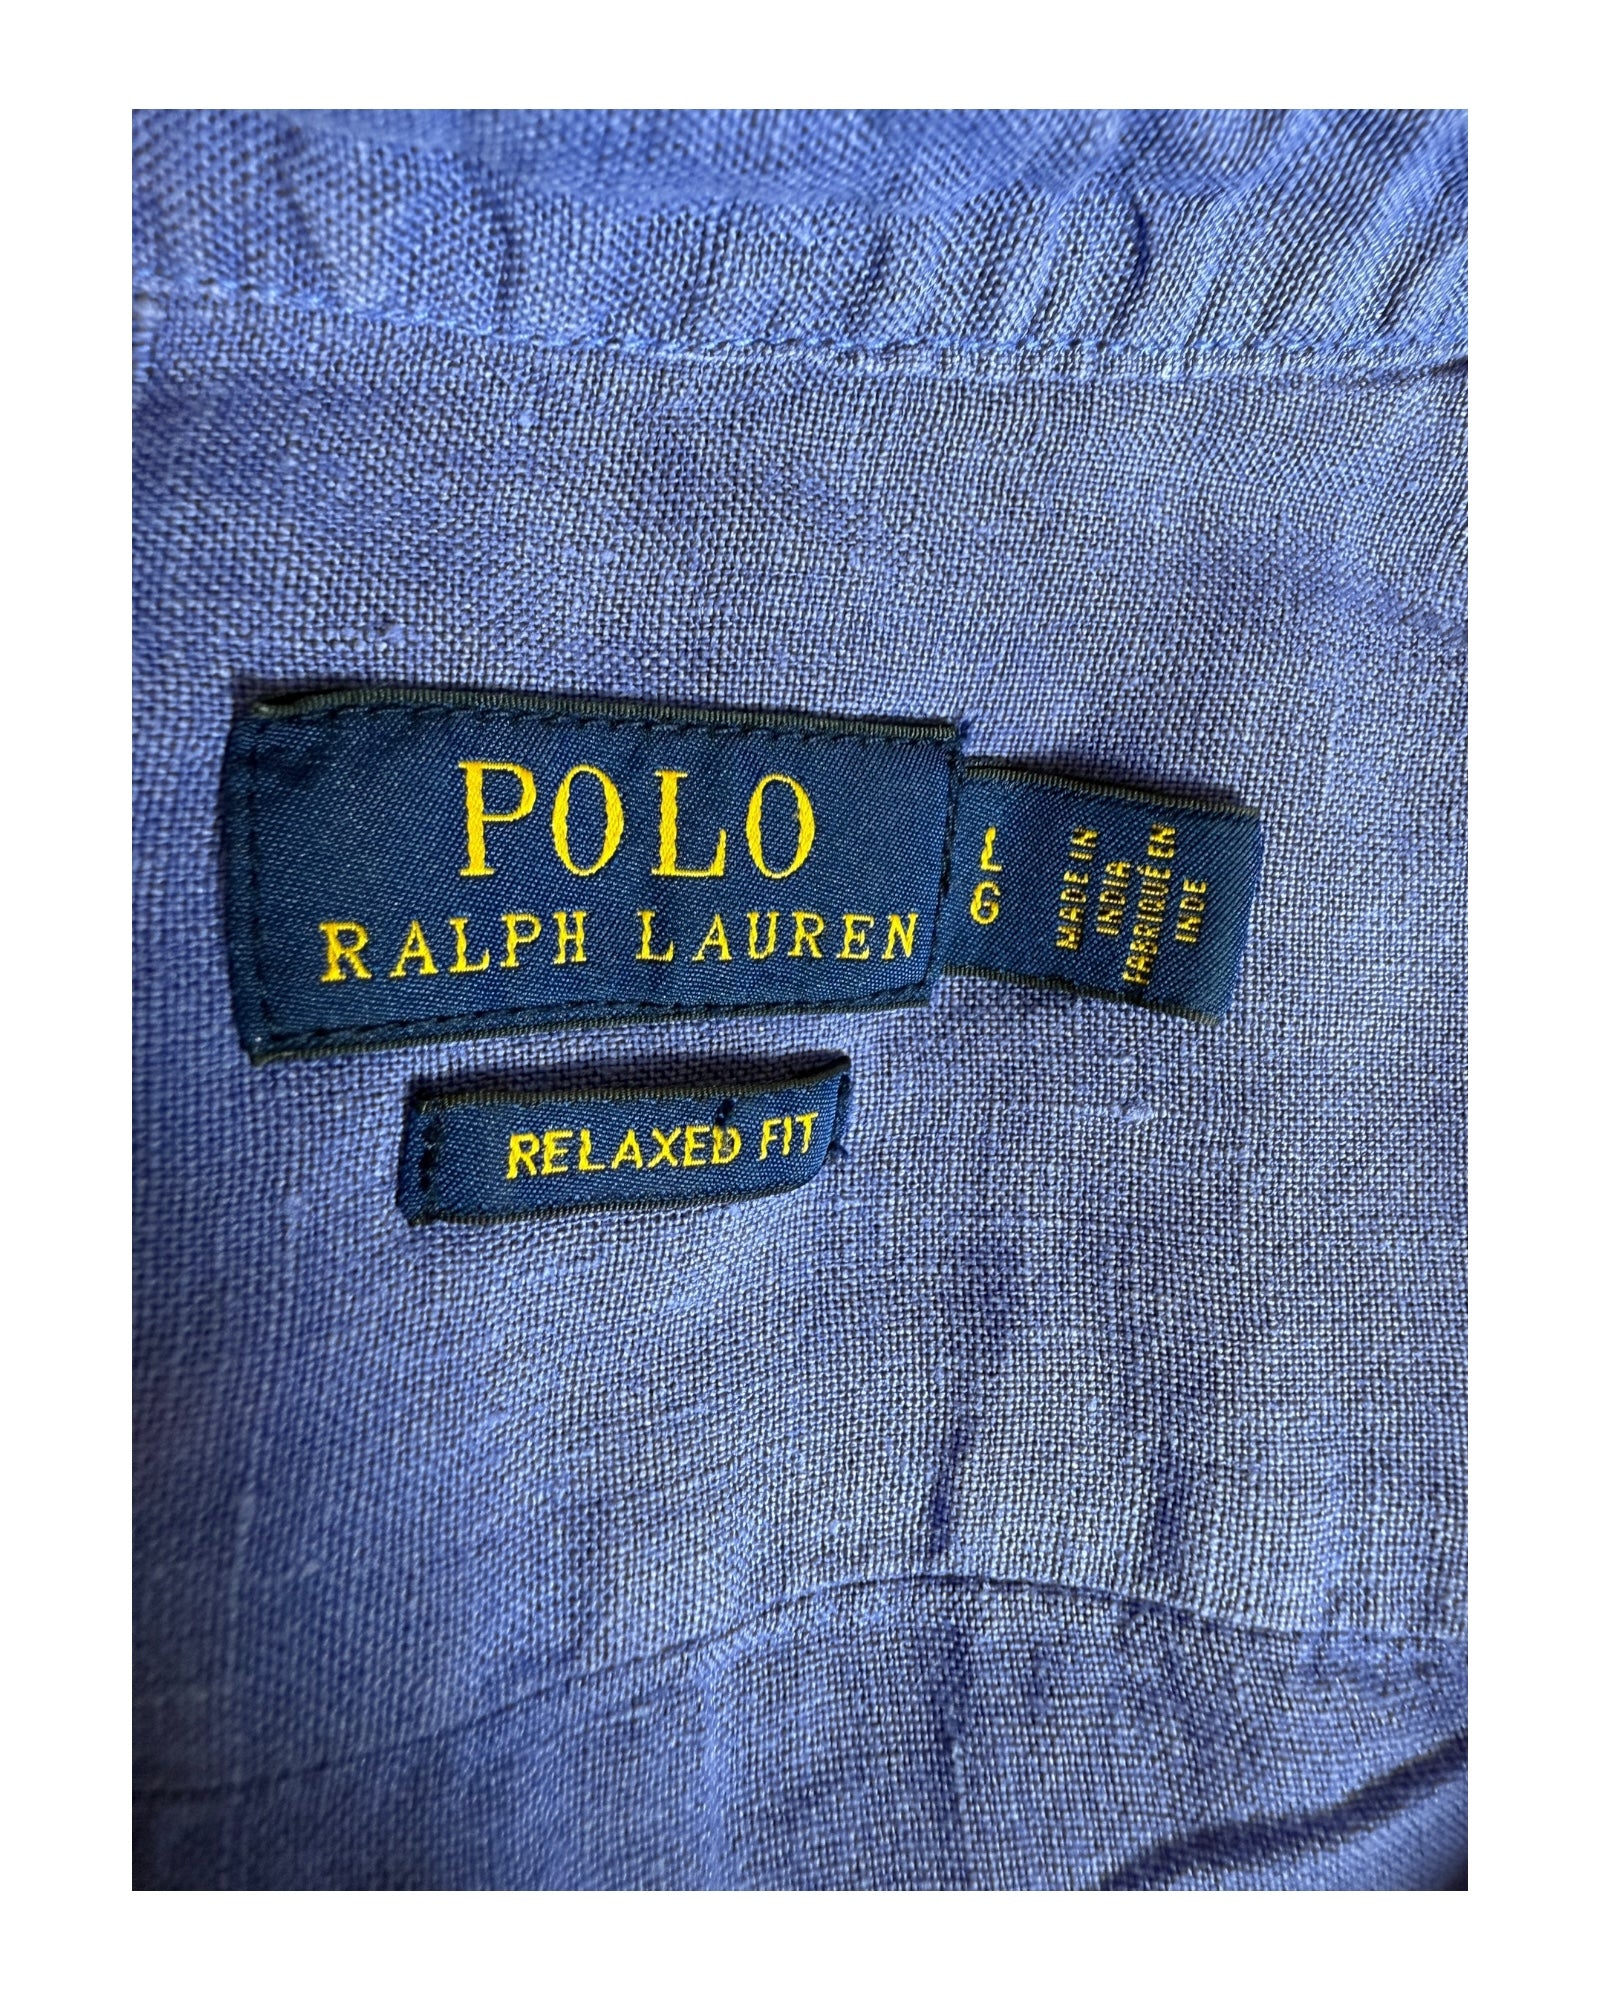 POLO
RALPH LAUREN
L
G
MADE IN
INDIA
FABRIQUÉ EN
INDE
RELAXED FIT